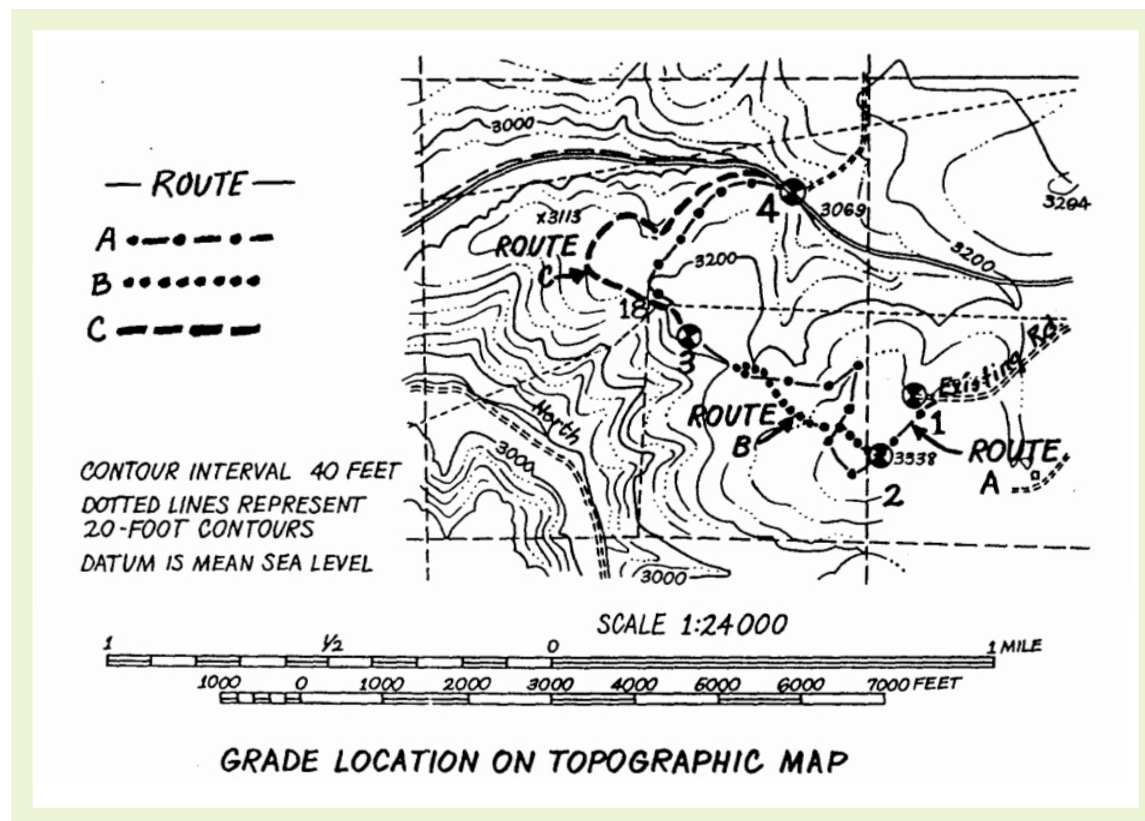 — ROUTE —
A
B
C
3000
x3113
ROUTE
C
4
3069
3204
3200
3200
18
3
Existing Rd
ROUTE
B
1
ROUTE
A
3338
2
North
3000
3000
CONTOUR INTERVAL 40 FEET
DOTTED LINES REPRESENT
20-FOOT CONTOURS
DATUM IS MEAN SEA LEVEL
SCALE 1:24000
1 1/2 0 1 MILE
1000 0 1000 2000 3000 4000 5000 6000 7000 FEET
GRADE LOCATION ON TOPOGRAPHIC MAP